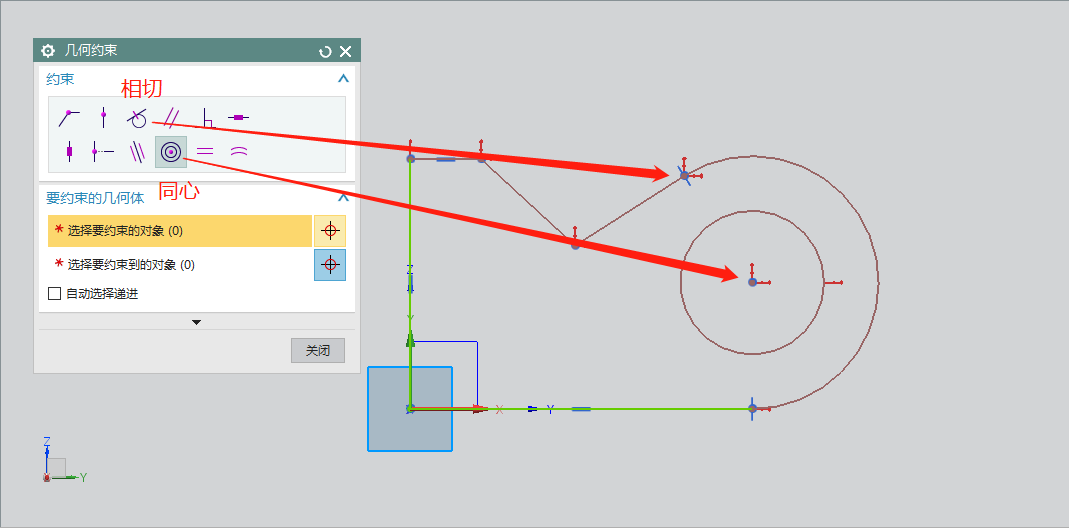 几何约束
约束
相切
同心
要约束的几何体
* 选择要约束的对象 (0)
* 选择要约束到的对象 (0)
自动选择递进
关闭
Z
Y
X
Y
Z
Y